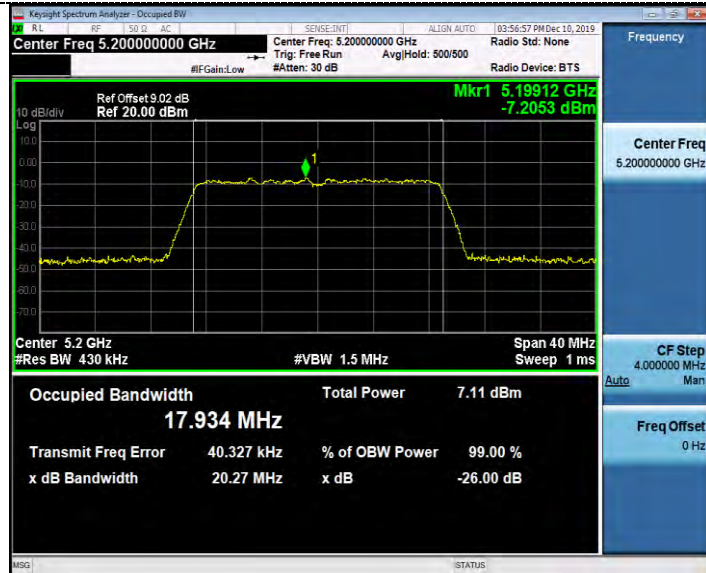 Keysight Spectrum Analyzer - Occupied BW
RL RF 50 Ω AC SENSE:INT ALIGN AUTO 03:56:57 PM Dec 10, 2019
Center Freq 5.200000000 GHz
Center Freq: 5.200000000 GHz
Radio Std: None
Trig: Free Run Avg|Hold: 500/500
#IFGain:Low #Atten: 30 dB Radio Device: BTS
Frequency
Ref Offset 9.02 dB
Mkr1 5.19912 GHz
10 dB/div Ref 20.00 dBm -7.2053 dBm
Log
10.0
0.00
-10.0
-20.0
-30.0
-40.0
-50.0
-60.0
-70.0
1
Center 5.2 GHz Span 40 MHz
#Res BW 430 kHz #VBW 1.5 MHz Sweep 1 ms
Occupied Bandwidth Total Power 7.11 dBm
17.934 MHz
Transmit Freq Error 40.327 kHz % of OBW Power 99.00 %
x dB Bandwidth 20.27 MHz x dB -26.00 dB
Center Freq
5.200000000 GHz
CF Step
4.000000 MHz
Auto Man
Freq Offset
0 Hz
MSG STATUS